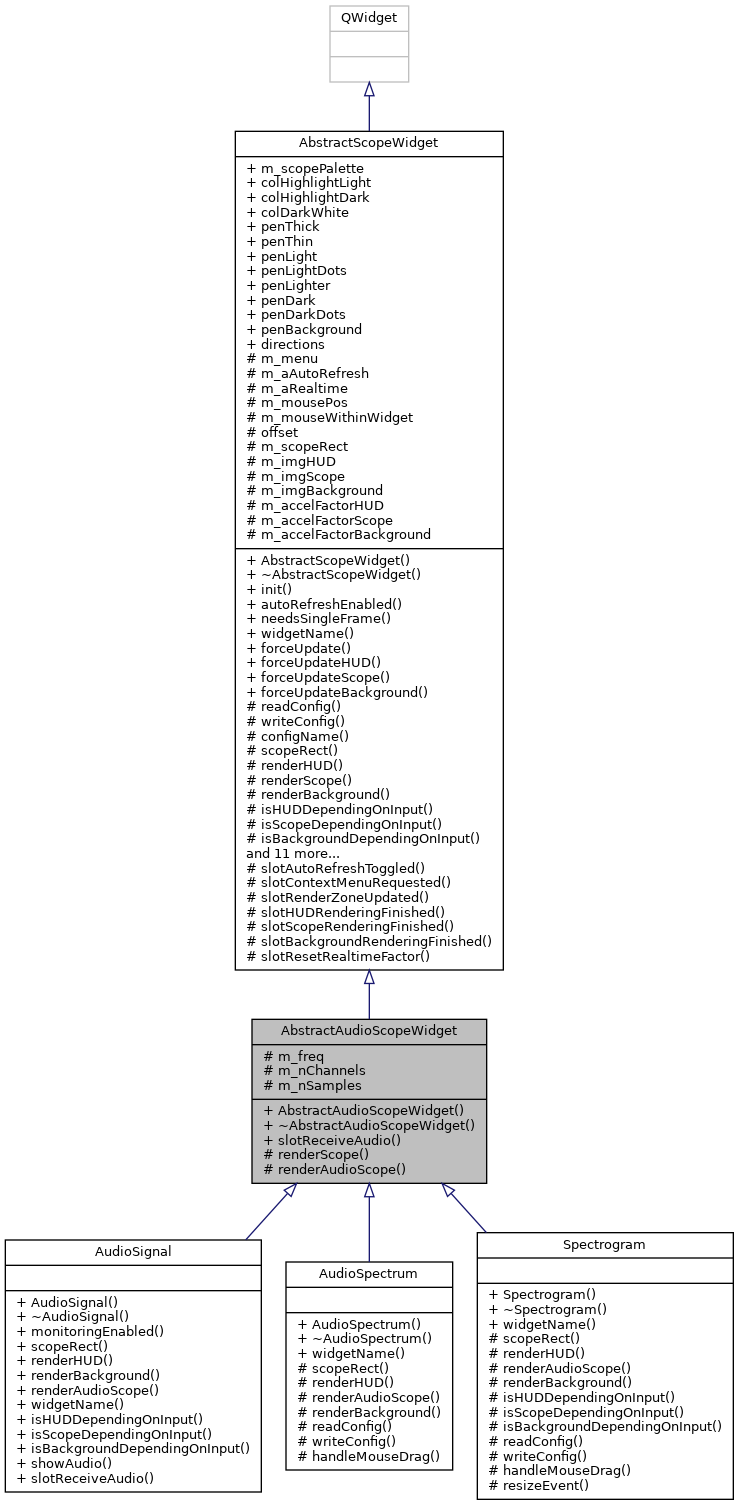 QWidget
AbstractScopeWidget
+ m_scopePalette
+ colHighlightLight
+ colHighlightDark
+ colDarkWhite
+ penThick
+ penThin
+ penLight
+ penLightDots
+ penLighter
+ penDark
+ penDarkDots
+ penBackground
+ directions
# m_menu
# m_aAutoRefresh
# m_aRealtime
# m_mousePos
# m_mouseWithinWidget
# offset
# m_scopeRect
# m_imgHUD
# m_imgScope
# m_imgBackground
# m_accelFactorHUD
# m_accelFactorScope
# m_accelFactorBackground
+ AbstractScopeWidget()
+ ~AbstractScopeWidget()
+ init()
+ autoRefreshEnabled()
+ needsSingleFrame()
+ widgetName()
+ forceUpdate()
+ forceUpdateHUD()
+ forceUpdateScope()
+ forceUpdateBackground()
# readConfig()
# writeConfig()
# configName()
# scopeRect()
# renderHUD()
# renderScope()
# renderBackground()
# isHUDDependingOnInput()
# isScopeDependingOnInput()
# isBackgroundDependingOnInput()
and 11 more...
# slotAutoRefreshToggled()
# slotContextMenuRequested()
# slotRenderZoneUpdated()
# slotHUDRenderingFinished()
# slotScopeRenderingFinished()
# slotBackgroundRenderingFinished()
# slotResetRealtimeFactor()
AbstractAudioScopeWidget
# m_freq
# m_nChannels
# m_nSamples
+ AbstractAudioScopeWidget()
+ ~AbstractAudioScopeWidget()
+ slotReceiveAudio()
# renderScope()
# renderAudioScope()
AudioSignal
+ AudioSignal()
+ ~AudioSignal()
+ monitoringEnabled()
+ scopeRect()
+ renderHUD()
+ renderBackground()
+ renderAudioScope()
+ widgetName()
+ isHUDDependingOnInput()
+ isScopeDependingOnInput()
+ isBackgroundDependingOnInput()
+ showAudio()
+ slotReceiveAudio()
AudioSpectrum
+ AudioSpectrum()
+ ~AudioSpectrum()
+ widgetName()
# scopeRect()
# renderHUD()
# renderAudioScope()
# renderBackground()
# readConfig()
# writeConfig()
# handleMouseDrag()
Spectrogram
+ Spectrogram()
+ ~Spectrogram()
+ widgetName()
# scopeRect()
# renderHUD()
# renderAudioScope()
# renderBackground()
# isHUDDependingOnInput()
# isScopeDependingOnInput()
# isBackgroundDependingOnInput()
# readConfig()
# writeConfig()
# handleMouseDrag()
# resizeEvent()